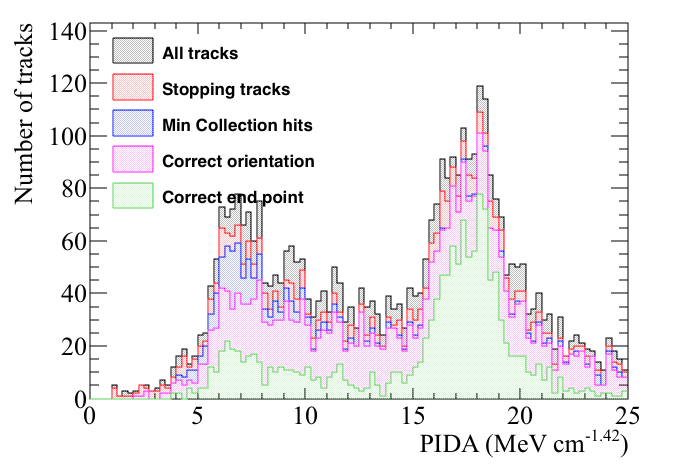 Number of tracks
140
120
100
80
60
40
20
0
All tracks
Stopping tracks
Min Collection hits
Correct orientation
Correct end point
0 5 10 15 20 25
PIDA (MeV cm-1.42)